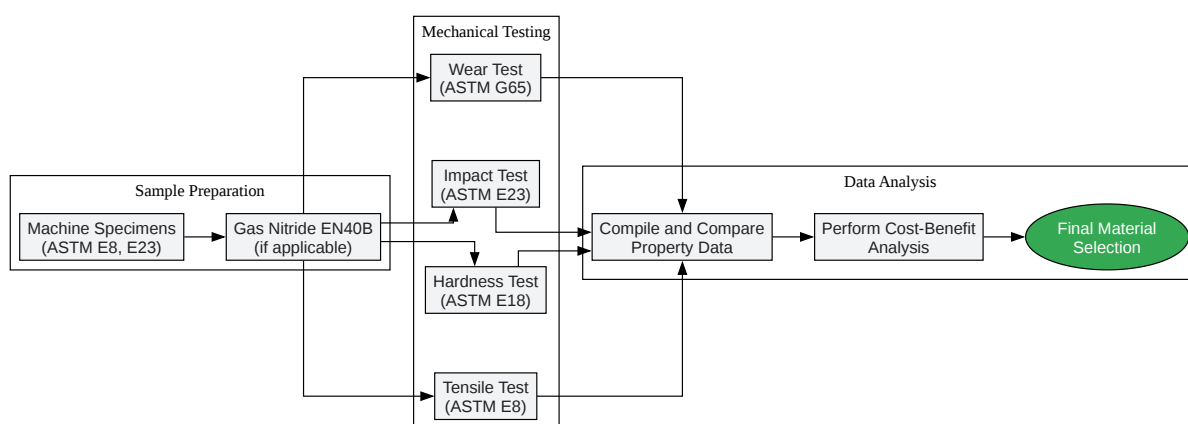 Mechanical Testing
Wear Test
(ASTM G65)
Impact Test
(ASTM E23)
Hardness Test
(ASTM E18)
Tensile Test
(ASTM E8)
Sample Preparation
Machine Specimens
(ASTM E8, E23)
Gas Nitride EN40B
(if applicable)
Data Analysis
Compile and Compare
Property Data
Perform Cost-Benefit
Analysis
Final Material
Selection